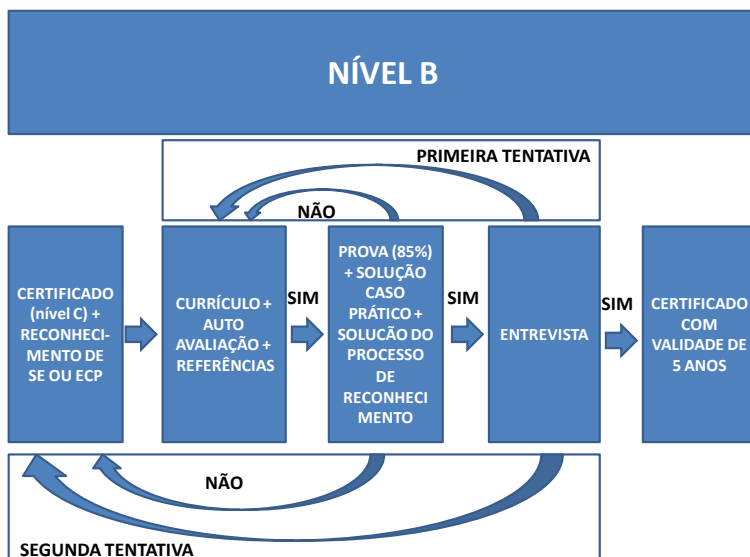 NÍVEL B
PRIMEIRA TENTATIVA
NÃO
CERTIFICADO
(nível C) +
RECONHECI-
MENTO DE
SE OU ECP
CURRÍCULO +
AUTO
AVALIAÇÃO +
REFERÊNCIAS
SIM
PROVA (85%)
+ SOLUÇÃO
CASO
PRÁTICO +
SOLUCÃO DO
PROCESSO
DE
RECONHECI
MENTO
SIM
ENTREVISTA
SIM
CERTIFICADO
COM
VALIDADE DE
5 ANOS
NÃO
SEGUNDA TENTATIVA